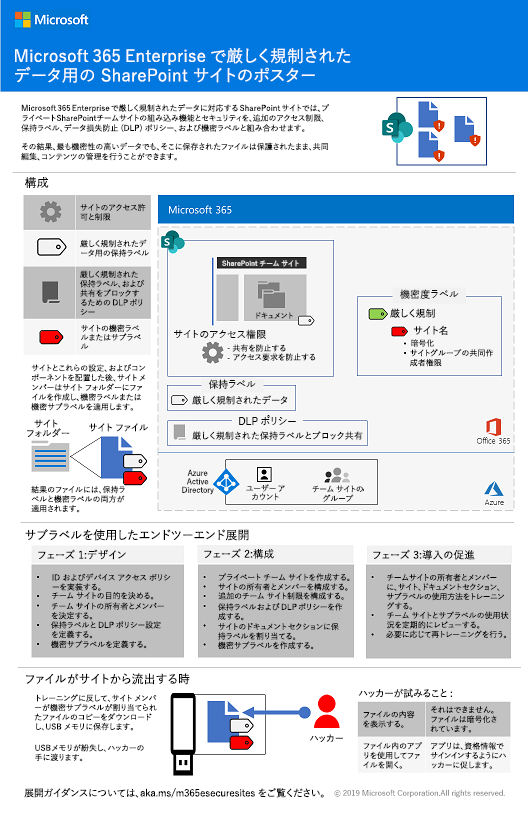 Microsoft
Microsoft 365 Enterprise で厳しく規制された
データ用の SharePoint サイトのポスター
Microsoft 365 Enterprise で厳しく規制されたデータに対応する SharePoint サイトでは、プ
ライベートSharePointチームサイトの組み込み機能とセキュリティを、追加のアクセス制限、
保持ラベル、データ損失防止 (DLP) ポリシー、および機密ラベルと組み合わせます。
その結果、最も機密性の高いデータでも、そこに保存されたファイルは保護されたまま、共同
編集、コンテンツの管理を行うことができます。
構成
サイトのアクセス許
可と制限
厳しく規制されたデー
タ用の保持ラベル
厳しく規制された
保持ラベル、および
共有をブロックす
るための DLP ポリ
シー
サイトの機密ラベ
ルまたはサブラベ
ル
サイトとこれらの設定、およびコン
ポーネントを配置した後、サイト メ
ンバーはサイト フォルダーにファ
イルを作成し、機密ラベルまたは
機密サブラベルを適用します。
サイト
フォルダー
サイト ファイル
結果のファイルには、保持ラベ
ルと機密ラベルの両方が
適用されます。
Microsoft 365
SharePoint チーム サイト
ドキュメント
サイトのアクセス権限
- 共有を防止する
- アクセス要求を防止する
保持ラベル
厳しく規制されたデータ
DLP ポリシー
厳しく規制された保持ラベルとブロック共有
機密度ラベル
厳しく規制
サイト名
• 暗号化
• サイトグループの共同作
成者権限
Office 365
Azure
Active
Directory
ユーザー ア
カウント
チーム サイトの
グループ
Azure
サブラベルを使用したエンドツーエンド展開
フェーズ 1:デザイン
• ID およびデバイス アクセス ポリシ
ーを実装する。
• チーム サイトの目的を決める。
• チーム サイトの所有者とメンバー
を決定する。
• 保持ラベルと DLP ポリシー設定
を定義する。
• 機密サブラベルを定義する。
フェーズ 2:構成
• プライベート チーム サイトを作成する。
• サイトの所有者とメンバーを構成する。
• 追加のチーム サイト制限を構成する。
• 保持ラベルおよび DLP ポリシーを作
成する。
• サイトのドキュメントセクションに保
持ラベルを割り当てる。
• 機密サブラベルを作成する。
フェーズ 3:導入の促進
• チームサイトの所有者とメンバー
に、サイト、ドキュメントセクション、
サブラベルの使用方法をトレーニン
グする。
• チーム サイトとサブラベルの使用状
況を定期的にレビューする。
• 必要に応じて再トレーニングを行う。
ファイルがサイトから流出する時
トレーニングに反して、サイト メンバ
ーが機密サブラベルが割り当てられ
たファイルのコピーをダウンロード
し、USB メモリに保存します。
USBメモリが紛失し、ハッカーの
手に渡ります。
ハッカー
ハッカーが試みること :
ファイルの内容
を表示する。
それはできません。
ファイルは暗号化さ
れています。
ファイル内のアプ
リを使用してファ
イルを開く。
アプリは、資格情報で
サインインするようにハ
ッカーに促します。
展開ガイダンスについては、aka.ms/m365esecuresites をご覧ください。
© 2019 Microsoft Corporation.All rights reserved.